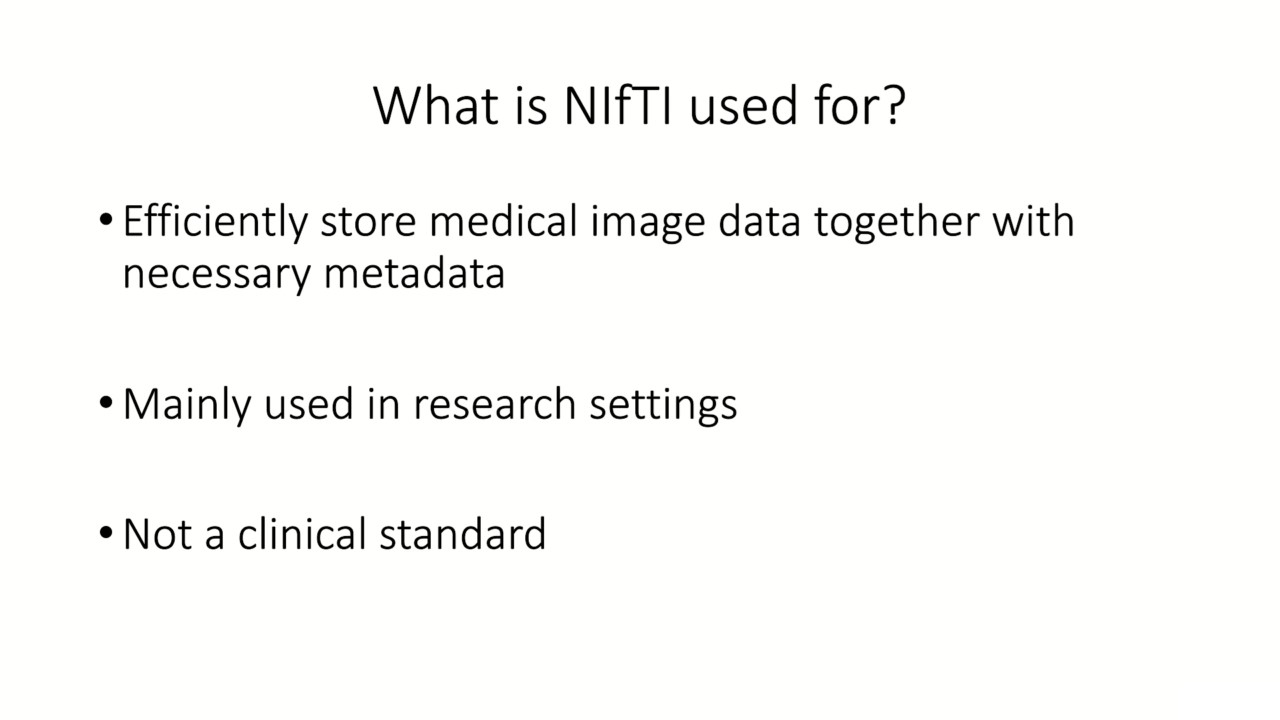 What is NIfTI used for?
• Efficiently store medical image data together with
necessary metadata
• Mainly used in research settings
• Not a clinical standard